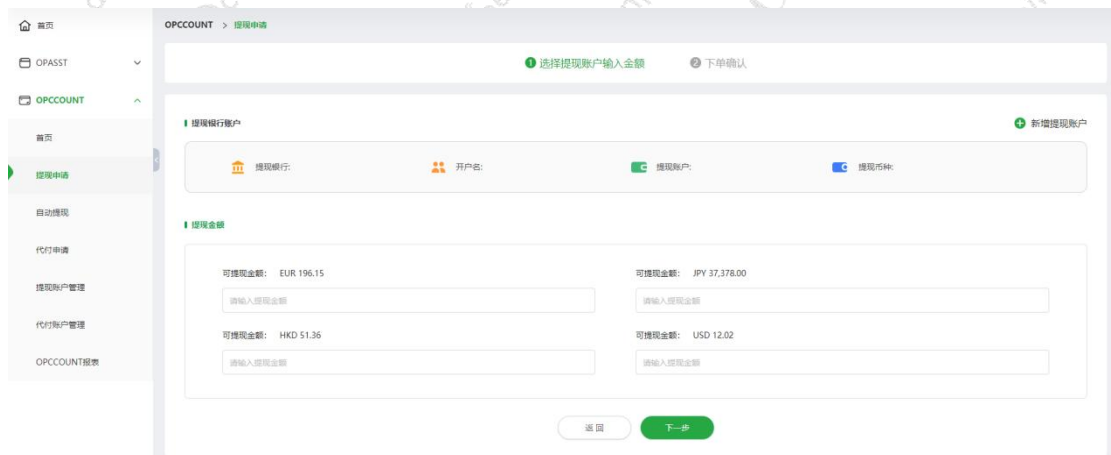 首页
OPASST
OPCCOUNT
首页
提现申请
自动提现
代付申请
提现账户管理
代付账户管理
OPCCOUNT报表
OPCCOUNT > 提现申请
1 选择提现账户输入金额 2 下单确认
提现银行账户 新增提现账户
提现银行: 开户名: 提现账户: 提现币种:
提现金额
可提现金额: EUR 196.15 可提现金额: JPY 37,378.00
请输入提现金额 请输入提现金额
可提现金额: HKD 51.36 可提现金额: USD 12.02
请输入提现金额 请输入提现金额
返回 下一步